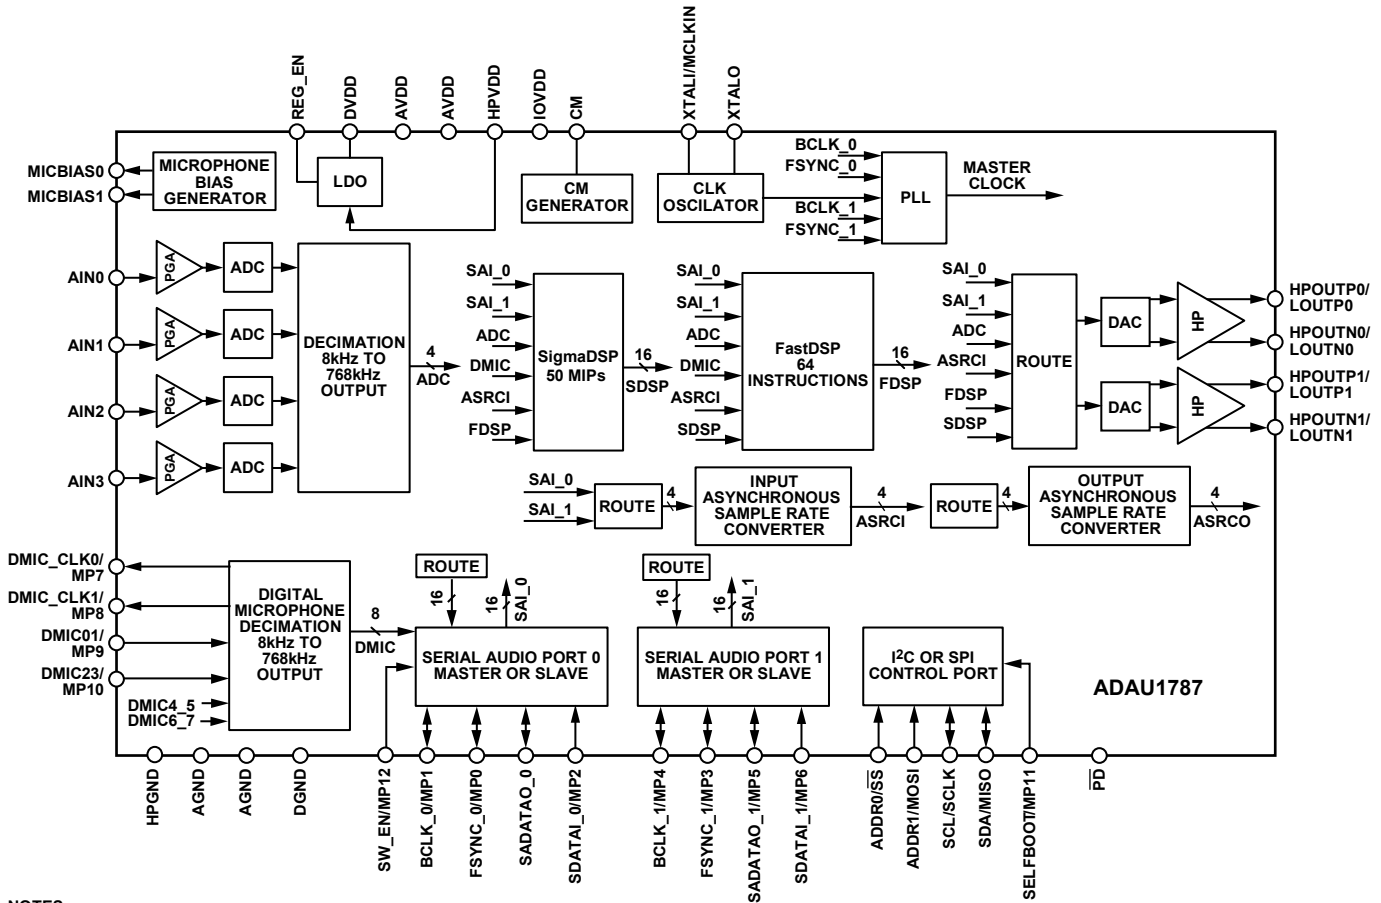 REG_EN
DVDD
AVDD
AVDD
HPVDD
IOVDD
CM
XTALI/MCLKIN
XTALO
MICBIAS0
MICBIAS1
MICROPHONE
BIAS
GENERATOR
LDO
CM
GENERATOR
CLK
OSCILATOR
BCLK_0
FSYNC_0
BCLK_1
FSYNC_1
PLL
MASTER
CLOCK
AIN0
PGA
ADC
AIN1
PGA
ADC
AIN2
PGA
ADC
AIN3
PGA
ADC
DECIMATION
8kHz TO
768kHz
OUTPUT
4
ADC
SAI_0
SAI_1
ADC
DMIC
ASRCI
FDSP
SigmaDSP
50 MIPs
16
SDSP
SAI_0
SAI_1
ADC
DMIC
ASRCI
SDSP
FastDSP
64
INSTRUCTIONS
16
FDSP
SAI_0
SAI_1
ADC
ASRCI
FDSP
SDSP
ROUTE
DAC
HP
DAC
HP
HPOUTP0/
LOUTP0
HPOUTN0/
LOUTN0
HPOUTP1/
LOUTP1
HPOUTN1/
LOUTN1
SAI_0
SAI_1
ROUTE
4
INPUT
ASYNCHRONOUS
SAMPLE RATE
CONVERTER
4
ASRCI
ROUTE
4
OUTPUT
ASYNCHRONOUS
SAMPLE RATE
CONVERTER
4
ASRCO
DMIC_CLK0/
MP7
DMIC_CLK1/
MP8
DMIC01/
MP9
DMIC23/
MP10
DMIC4_5
DMIC6_7
DIGITAL
MICROPHONE
DECIMATION
8kHz TO
768kHz
OUTPUT
8
DMIC
ROUTE
16
16
SAI_0
SERIAL AUDIO PORT 0
MASTER OR SLAVE
ROUTE
16
16
SAI_1
SERIAL AUDIO PORT 1
MASTER OR SLAVE
I2C OR SPI
CONTROL PORT
ADAU1787
HPGND
AGND
AGND
DGND
SW_EN/MP12
BCLK_0/MP1
FSYNC_0/MP0
SADATAO_0
SDATAI_0/MP2
BCLK_1/MP4
FSYNC_1/MP3
SADATAO_1/MP5
SDATAI_1/MP6
ADDR0/SS
ADDR1/MOSI
SCL/SCLK
SDA/MISO
SELFBOOT/MP11
PD